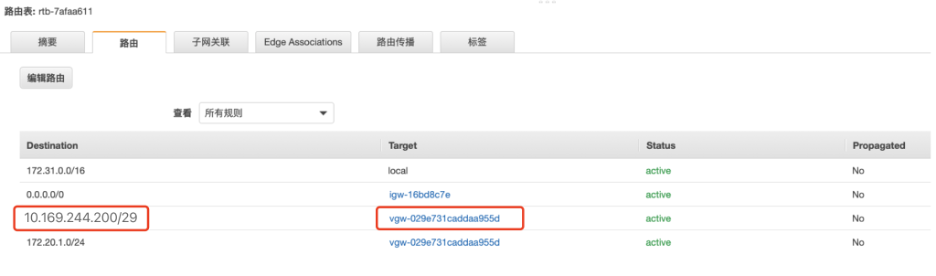 路由表: rtb-7afaa611
摘要 路由 子网关联 Edge Associations 路由传播 标签
编辑路由
查看 所有规则
Destination Target Status Propagated
172.31.0.0/16 local active No
0.0.0.0/0 igw-16bd8c7e active No
10.169.244.200/29 vgw-029e731caddaa955d active No
172.20.1.0/24 vgw-029e731caddaa955d active No